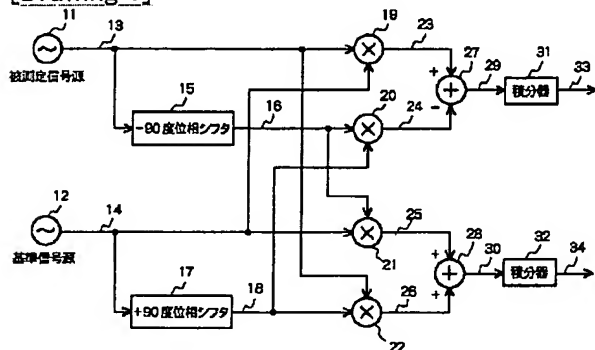 [Drawing
11 13 19 23
27 29 31 33
被測定信号源
+
−
積分器
15 16 20 24
−90度位相シフタ
12 14 25
28 30 32 34
基準信号源
21
+
+
積分器
17 18 26
+90度位相シフタ
22